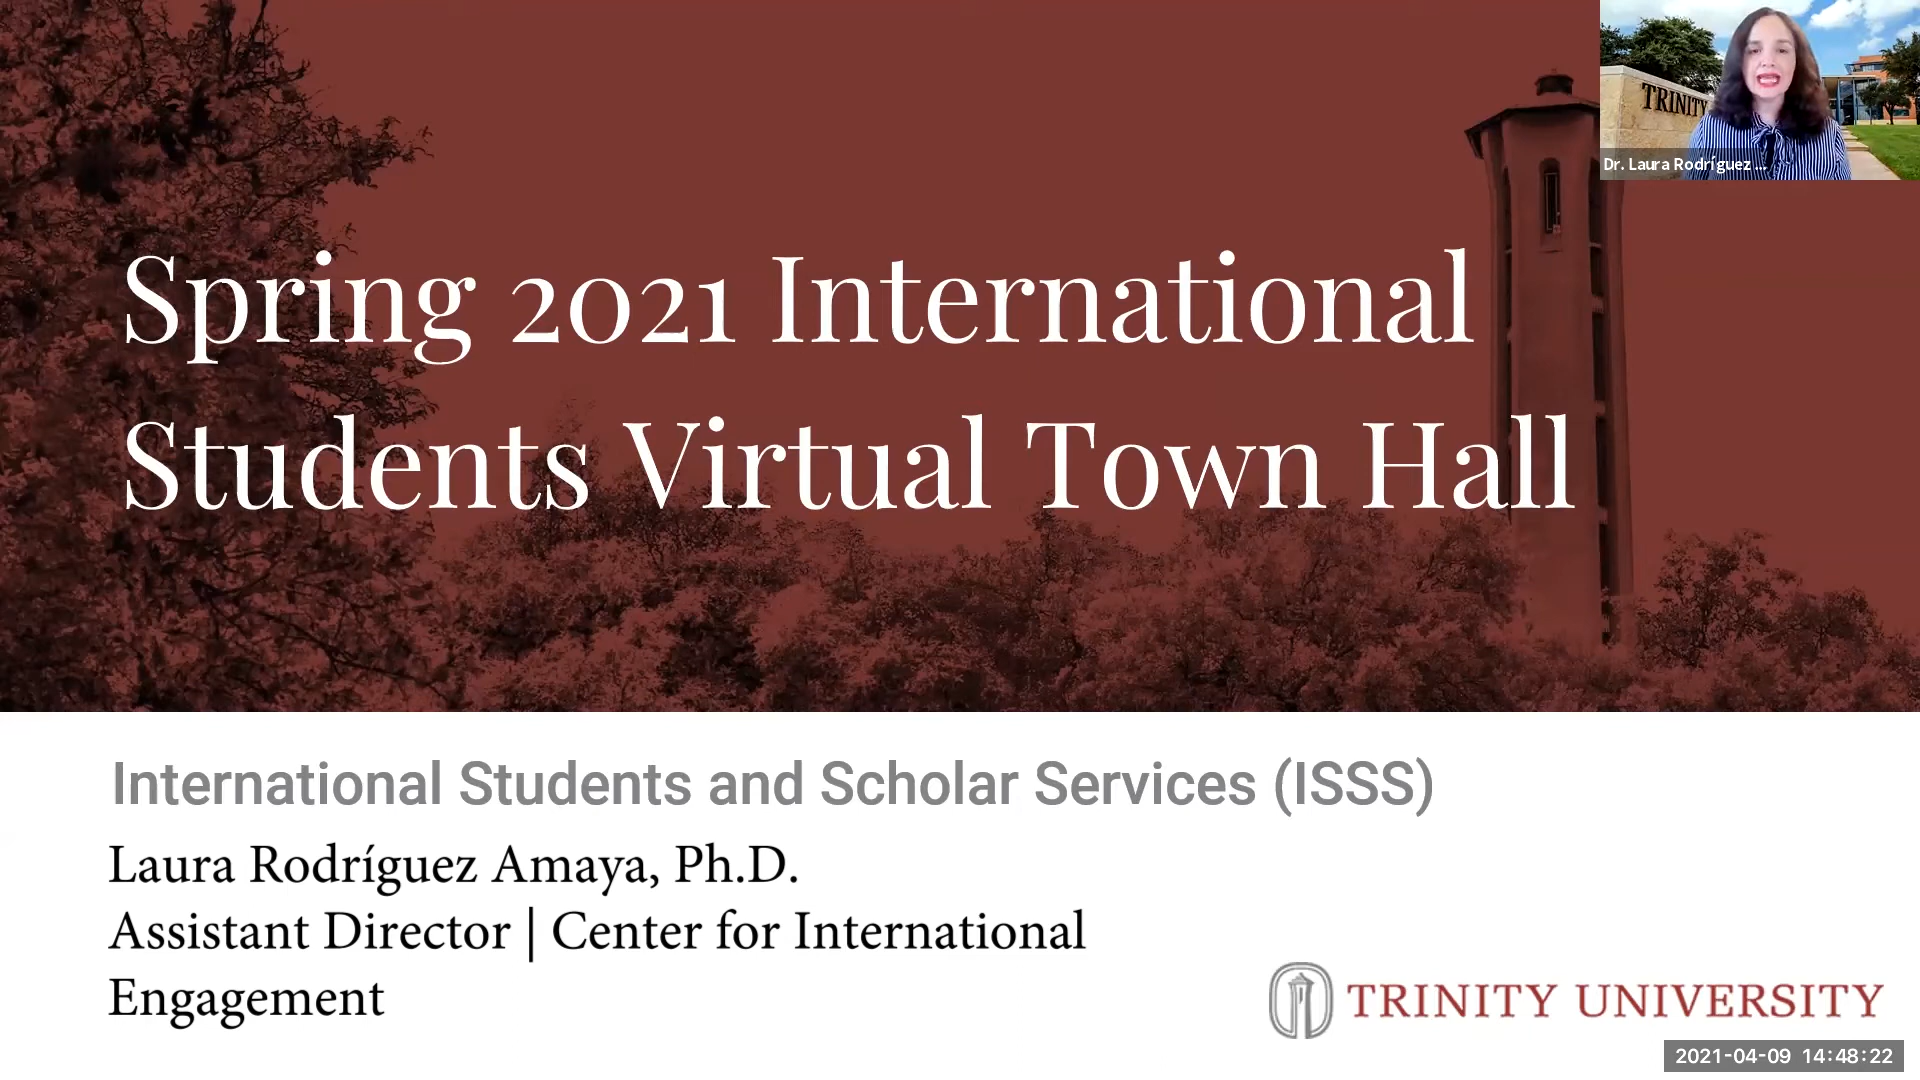 TRINITY
Dr. Laura Rodríguez ...
Spring 2021 International
Students Virtual Town Hall
International Students and Scholar Services (ISSS)
Laura Rodríguez Amaya, Ph.D.
Assistant Director | Center for International
Engagement
TRINITY UNIVERSITY
2021-04-09 14:48:22